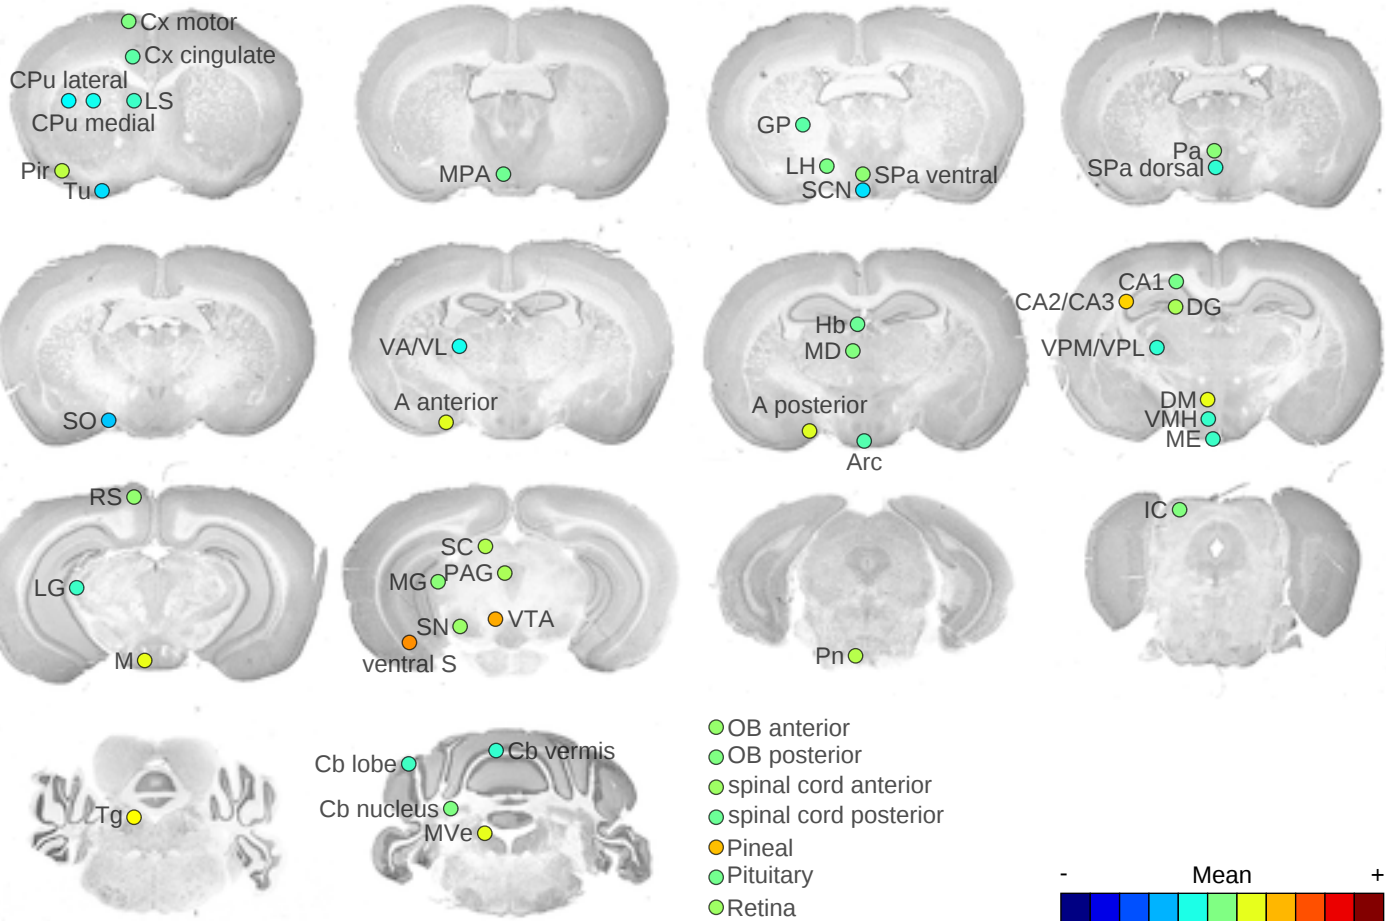 Cx motor
Cx cingulate
CPu lateral
LS
CPu medial
Pir
Tu
MPA
GP
LH
SPa ventral
SCN
Pa
SPa dorsal
SO
VA/VL
A anterior
Hb
MD
A posterior
Arc
CA1
CA2/CA3
DG
VPM/VPL
DM
VMH
ME
RS
LG
M
SC
MG
PAG
SN
VTA
ventral S
Pn
IC
Tg
Cb lobe
Cb vermis
Cb nucleus
MVe
OB anterior
OB posterior
spinal cord anterior
spinal cord posterior
Pineal
Pituitary
Retina
- Mean +